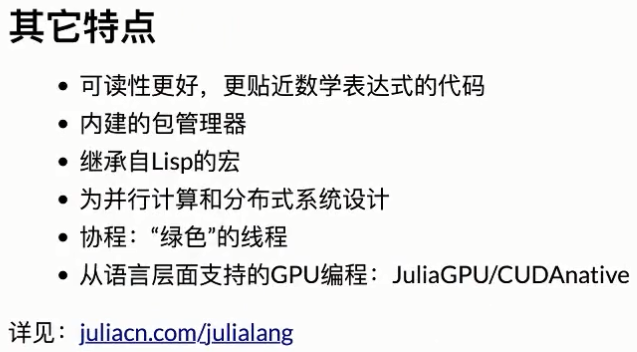 其它特点
• 可读性更好，更贴近数学表达式的代码
• 内建的包管理器
• 继承自Lisp的宏
• 为并行计算和分布式系统设计
• 协程：“绿色”的线程
• 从语言层面支持的GPU编程：JuliaGPU/CUDAnative
详见：juliacn.com/julialang